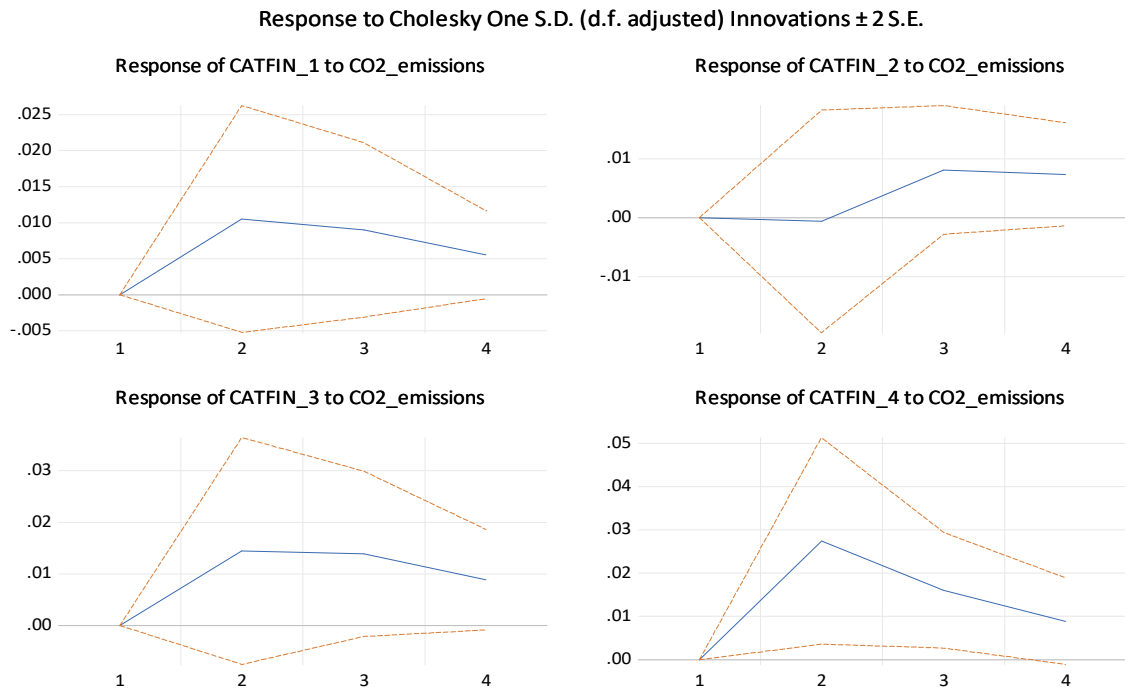 Response to Cholesky One S.D. (d.f. adjusted) Innovations ± 2 S.E.
Response of CATFIN_1 to CO2_emissions
.025
.020
.015
.010
.005
.000
-.005
1 2 3 4
Response of CATFIN_2 to CO2_emissions
.01
.00
-.01
1 2 3 4
Response of CATFIN_3 to CO2_emissions
.03
.02
.01
.00
1 2 3 4
Response of CATFIN_4 to CO2_emissions
.05
.04
.03
.02
.01
.00
1 2 3 4